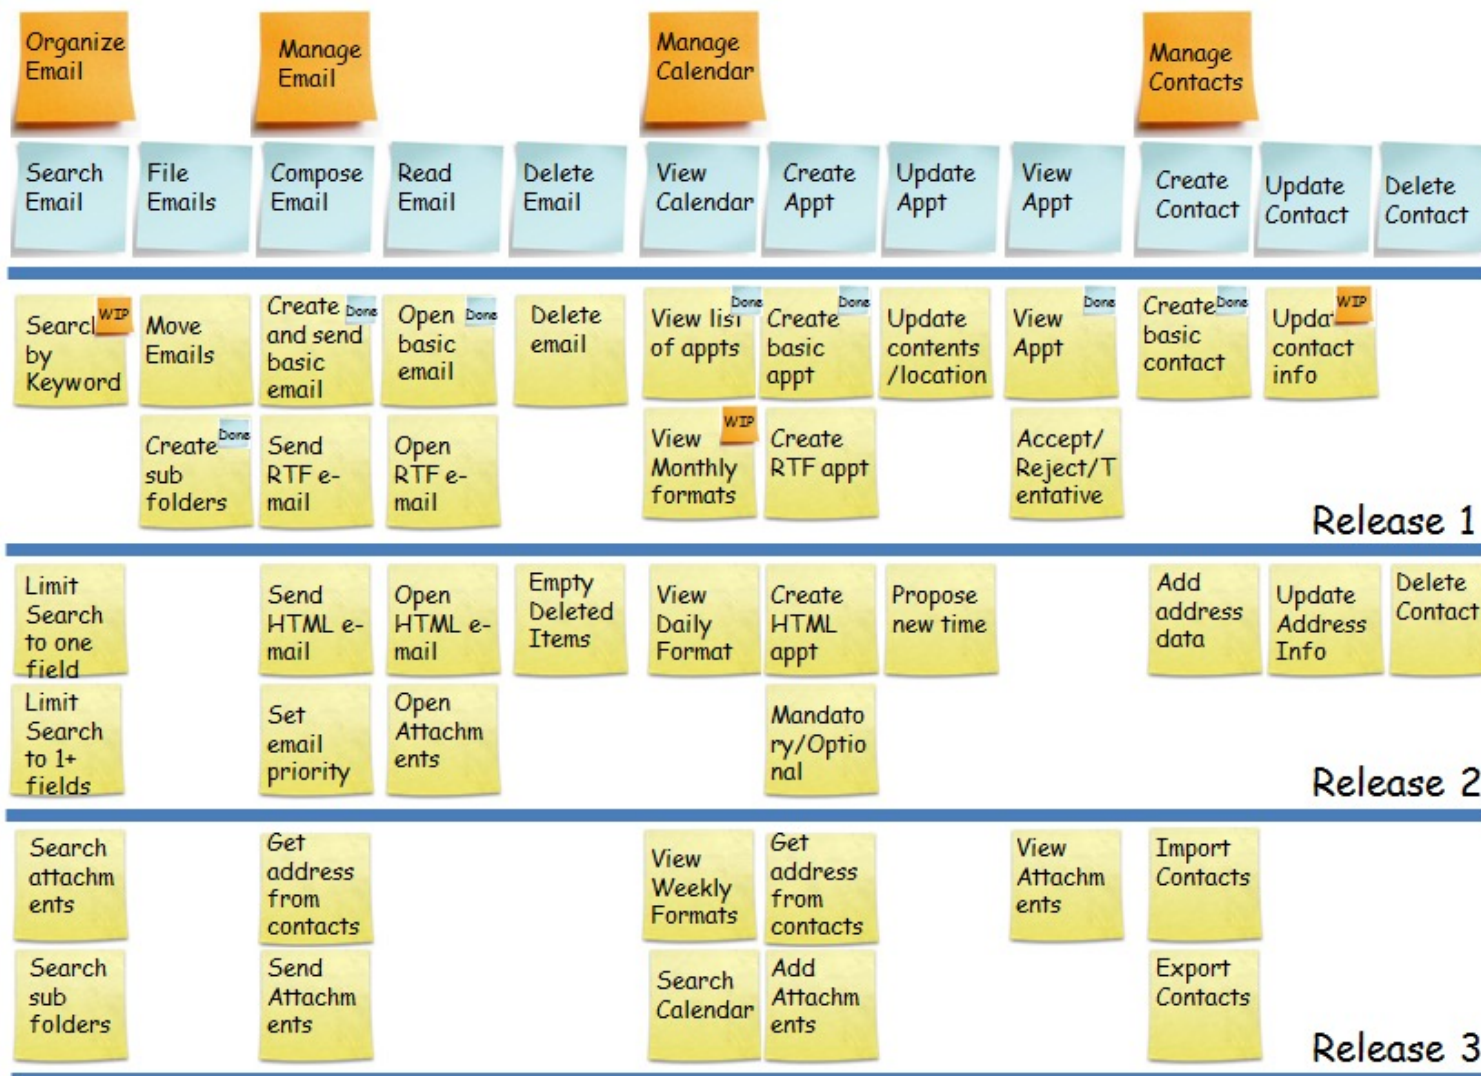 Organize
Email
Manage
Email
Manage
Calendar
Manage
Contacts
Search
Email
File
Emails
Compose
Email
Read
Email
Delete
Email
View
Calendar
Create
Appt
Update
Appt
View
Appt
Create
Contact
Update
Contact
Delete
Contact
WIP
Searc
by
Keyword
Move
Emails
Done
Create
and send
basic
email
Done
Open
basic
email
Delete
email
Done
View list
of appts
Done
Create
basic
appt
Update
contents
/location
Done
View
Appt
Done
Create
basic
contact
WIP
Updat
contact
info
Done
Create
sub
folders
Send
RTF e-
mail
Open
RTF e-
mail
WIP
View
Monthly
formats
Create
RTF appt
Accept/
Reject/T
entative
Release 1
Limit
Search
to one
field
Send
HTML e-
mail
Open
HTML e-
mail
Empty
Deleted
Items
View
Daily
Format
Create
HTML
appt
Propose
new time
Add
address
data
Update
Address
Info
Delete
Contact
Limit
Search
to 1+
fields
Set
email
priority
Open
Attachm
ents
Mandato
ry/Optio
nal
Release 2
Search
attachm
ents
Get
address
from
contacts
View
Weekly
Formats
Get
address
from
contacts
View
Attachm
ents
Import
Contacts
Search
sub
folders
Send
Attachm
ents
Search
Calendar
Add
Attachm
ents
Export
Contacts
Release 3